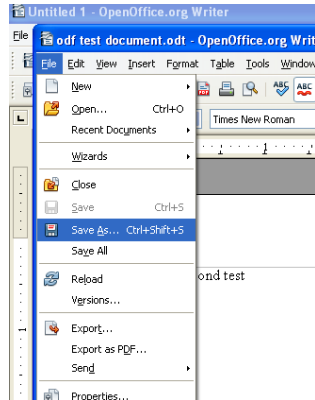 Untitled 1 - OpenOffice.org Writer
File
odf test document.odt - OpenOffice.org Writ
File Edit View Insert Format Table Tools Window
New
Open... Ctrl+O
Times New Roman
Recent Documents
Wizards
1
Close
Save Ctrl+S
Save As... Ctrl+Shift+S
Save All
Reload
ond test
Versions...
Export...
Export as PDF...
Send
Properties...